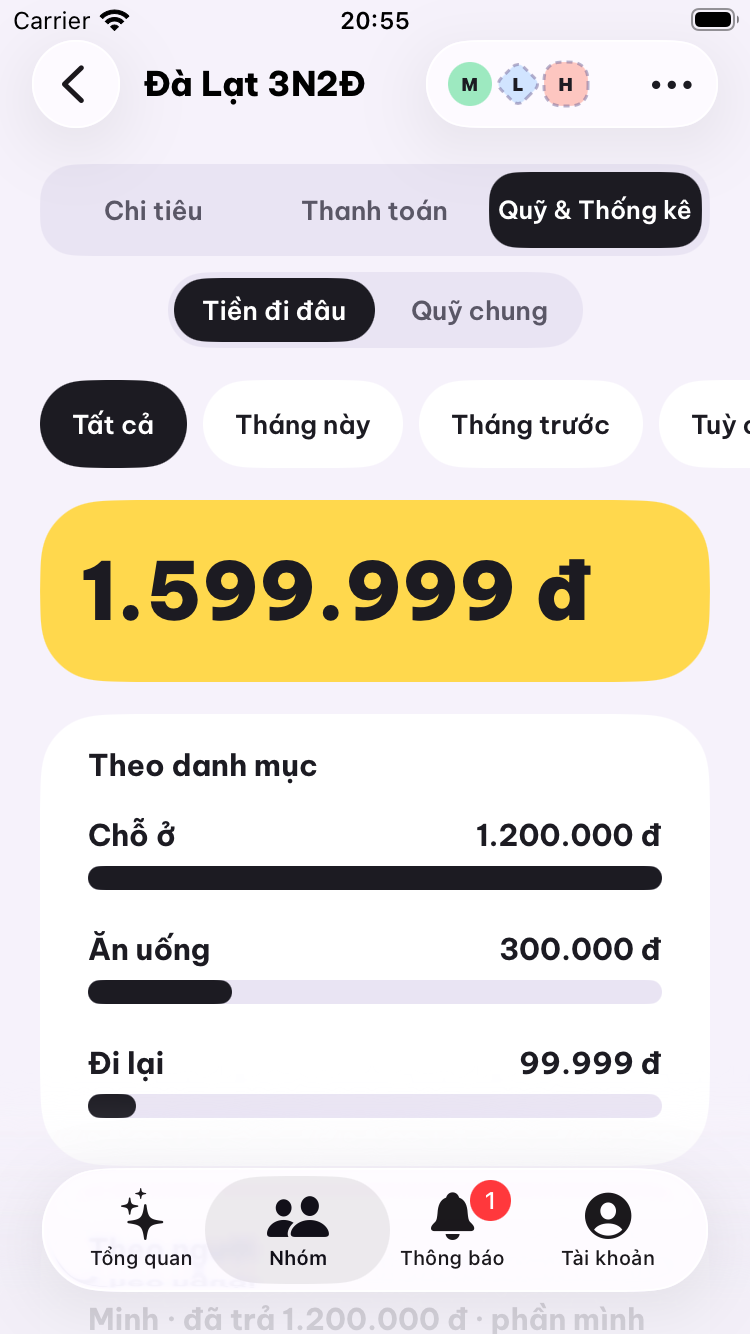 Carrier 20:55
Đà Lạt 3N2Đ M L H
Chi tiêu Thanh toán Quỹ & Thống kê
Tiền đi đâu Quỹ chung
Tất cả Tháng này Tháng trước Tuỳ
1.599.999 đ
Theo danh mục
Chỗ ở 1.200.000 đ
Ăn uống 300.000 đ
Đi lại 99.999 đ
1
Tổng quan Nhóm Thông báo Tài khoản
Minh · đã trả 1.200.000 đ · phần mình